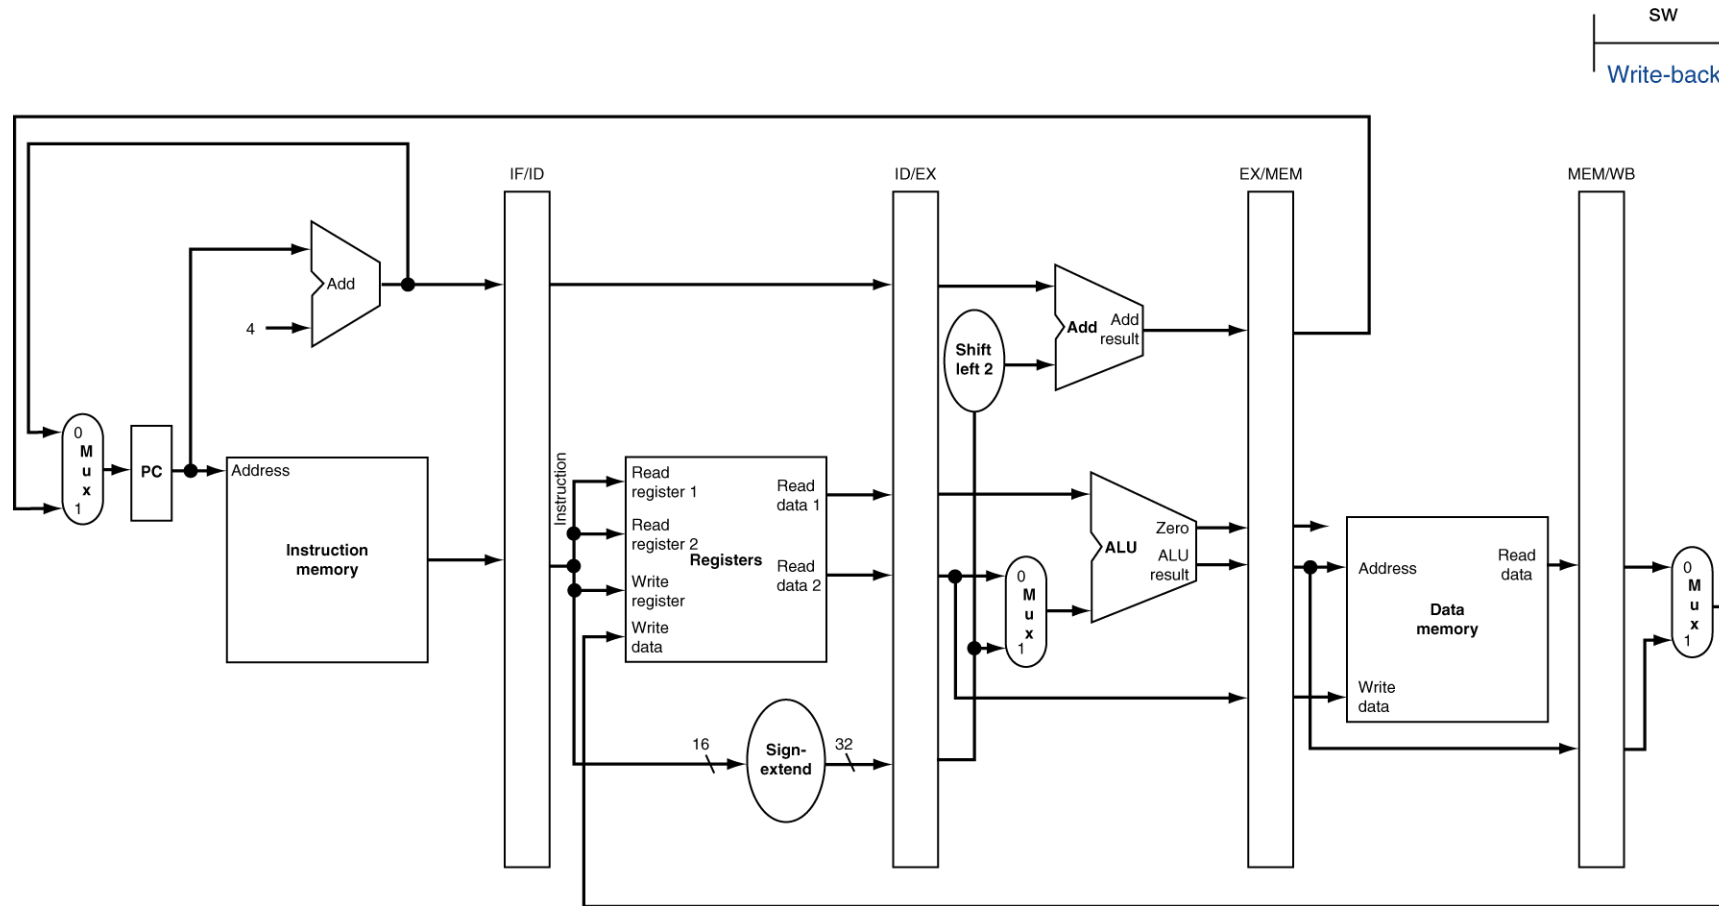 SW
Write-back
IF/ID
ID/EX
EX/MEM
MEM/WB
Add
4
Add
Add
result
Shift
left 2
0
M
u
x
1
PC
Address
Instruction
memory
Instruction
Read
register 1
Read
register 2
Write
register
Write
data
Registers
Read
data 1
Read
data 2
16
Sign-
extend
32
0
M
u
x
1
ALU
Zero
ALU
result
Address
Read
data
Data
memory
Write
data
0
M
u
x
1